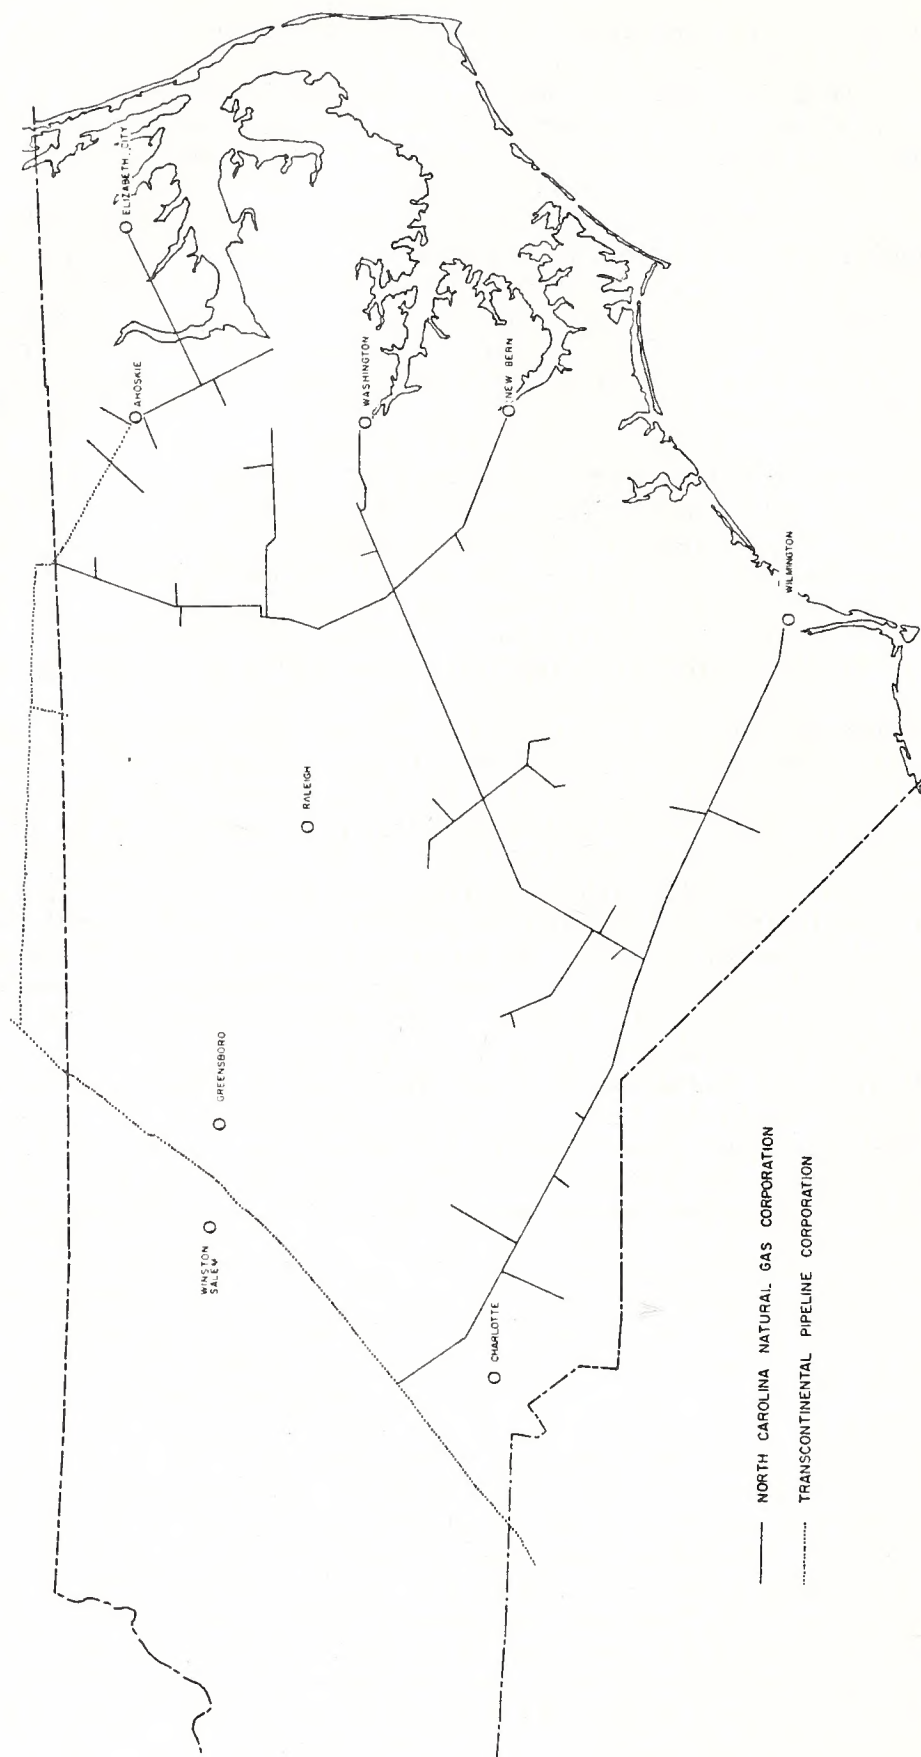 ELIZABETH CITY
AHOSKIE
WASHINGTON
NEW BERN
WILMINGTON
RALEIGH
GREENSBORO
WINSTON
SALEM
CHARLOTTE
NORTH CAROLINA NATURAL GAS CORPORATION
TRANSCONTINENTAL PIPELINE CORPORATION